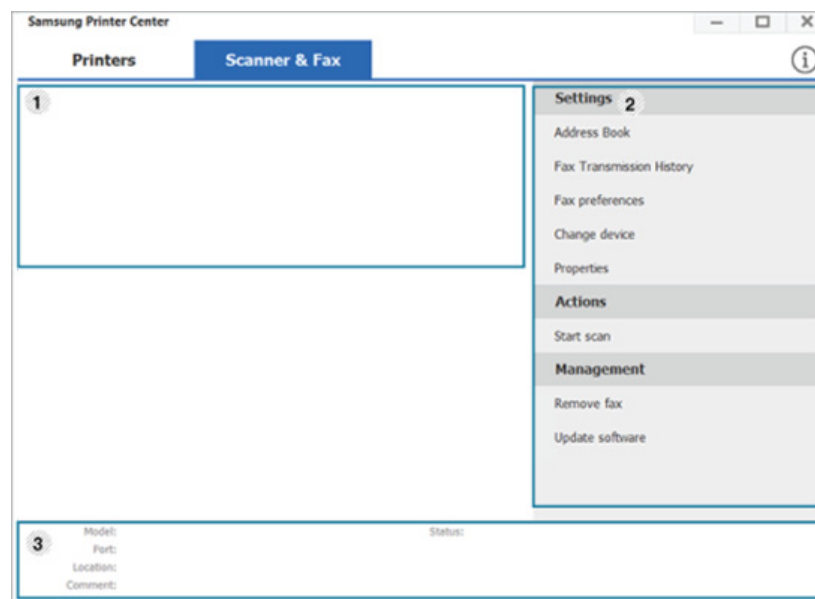 Samsung Printer Center
Printers
Scanner & Fax
1
Settings
2
Address Book
Fax Transmission History
Fax preferences
Change device
Properties
Actions
Start scan
Management
Remove fax
Update software
3
Model:
Status:
Port:
Location:
Comment: